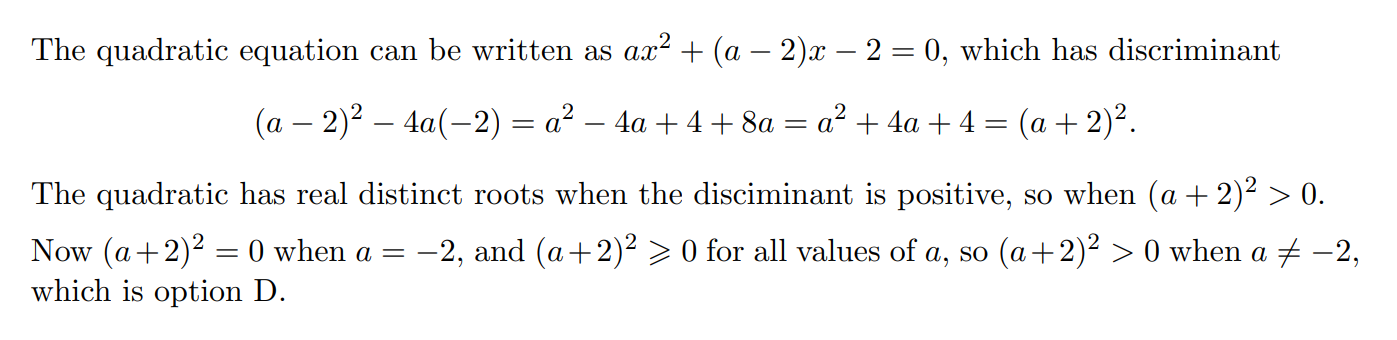 The quadratic equation can be written as ax² + (a − 2)x − 2 = 0, which has discriminant
(a − 2)² − 4a(−2) = a² − 4a + 4 + 8a = a² + 4a + 4 = (a + 2)².
The quadratic has real distinct roots when the disciminant is positive, so when (a + 2)² > 0.
Now (a+2)² = 0 when a = −2, and (a+2)² ⩾ 0 for all values of a, so (a+2)² > 0 when a ≠ −2,
which is option D.